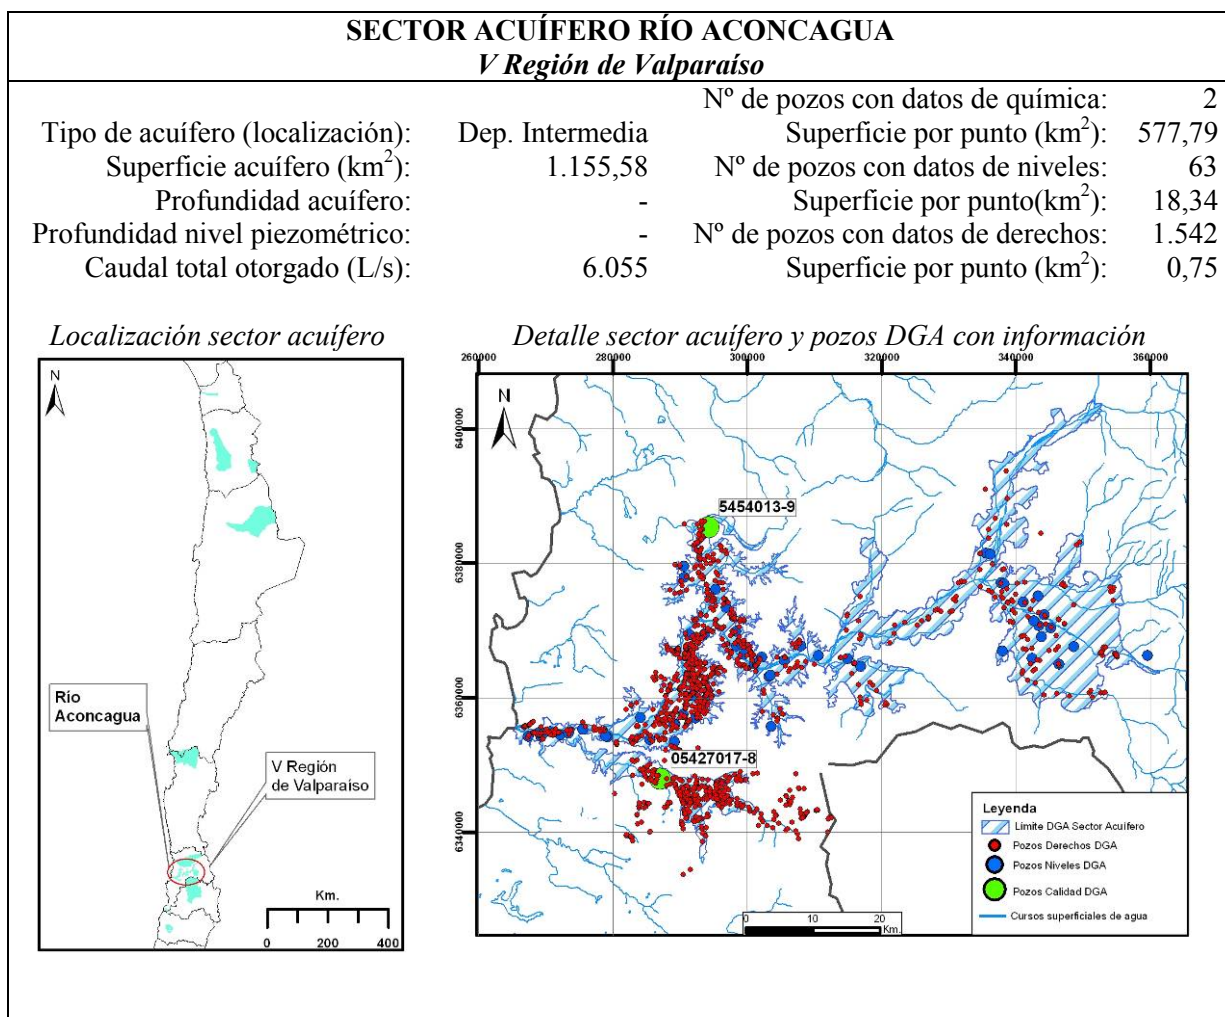 SECTOR ACUÍFERO RÍO ACONCAGUA
V Región de Valparaíso
Nº de pozos con datos de química: 2
Tipo de acuífero (localización): Dep. Intermedia Superficie por punto (km²): 577,79
Superficie acuífero (km²): 1.155,58 Nº de pozos con datos de niveles: 63
Profundidad acuífero: - Superficie por punto(km²): 18,34
Profundidad nivel piezométrico: - Nº de pozos con datos de derechos: 1.542
Caudal total otorgado (L/s): 6.055 Superficie por punto (km²): 0,75
Localización sector acuífero
N
Río
Aconcagua
V Región
de Valparaíso
Km.
0 200 400
Detalle sector acuífero y pozos DGA con información
260000 280000 300000 320000 340000 360000
N
6400000
6380000
6360000
6340000
5454013-9
05427017-8
Leyenda
Límite DGA Sector Acuífero
Pozos Derechos DGA
Pozos Niveles DGA
Pozos Calidad DGA
Cursos superficiales de agua
0 10 20
Km.